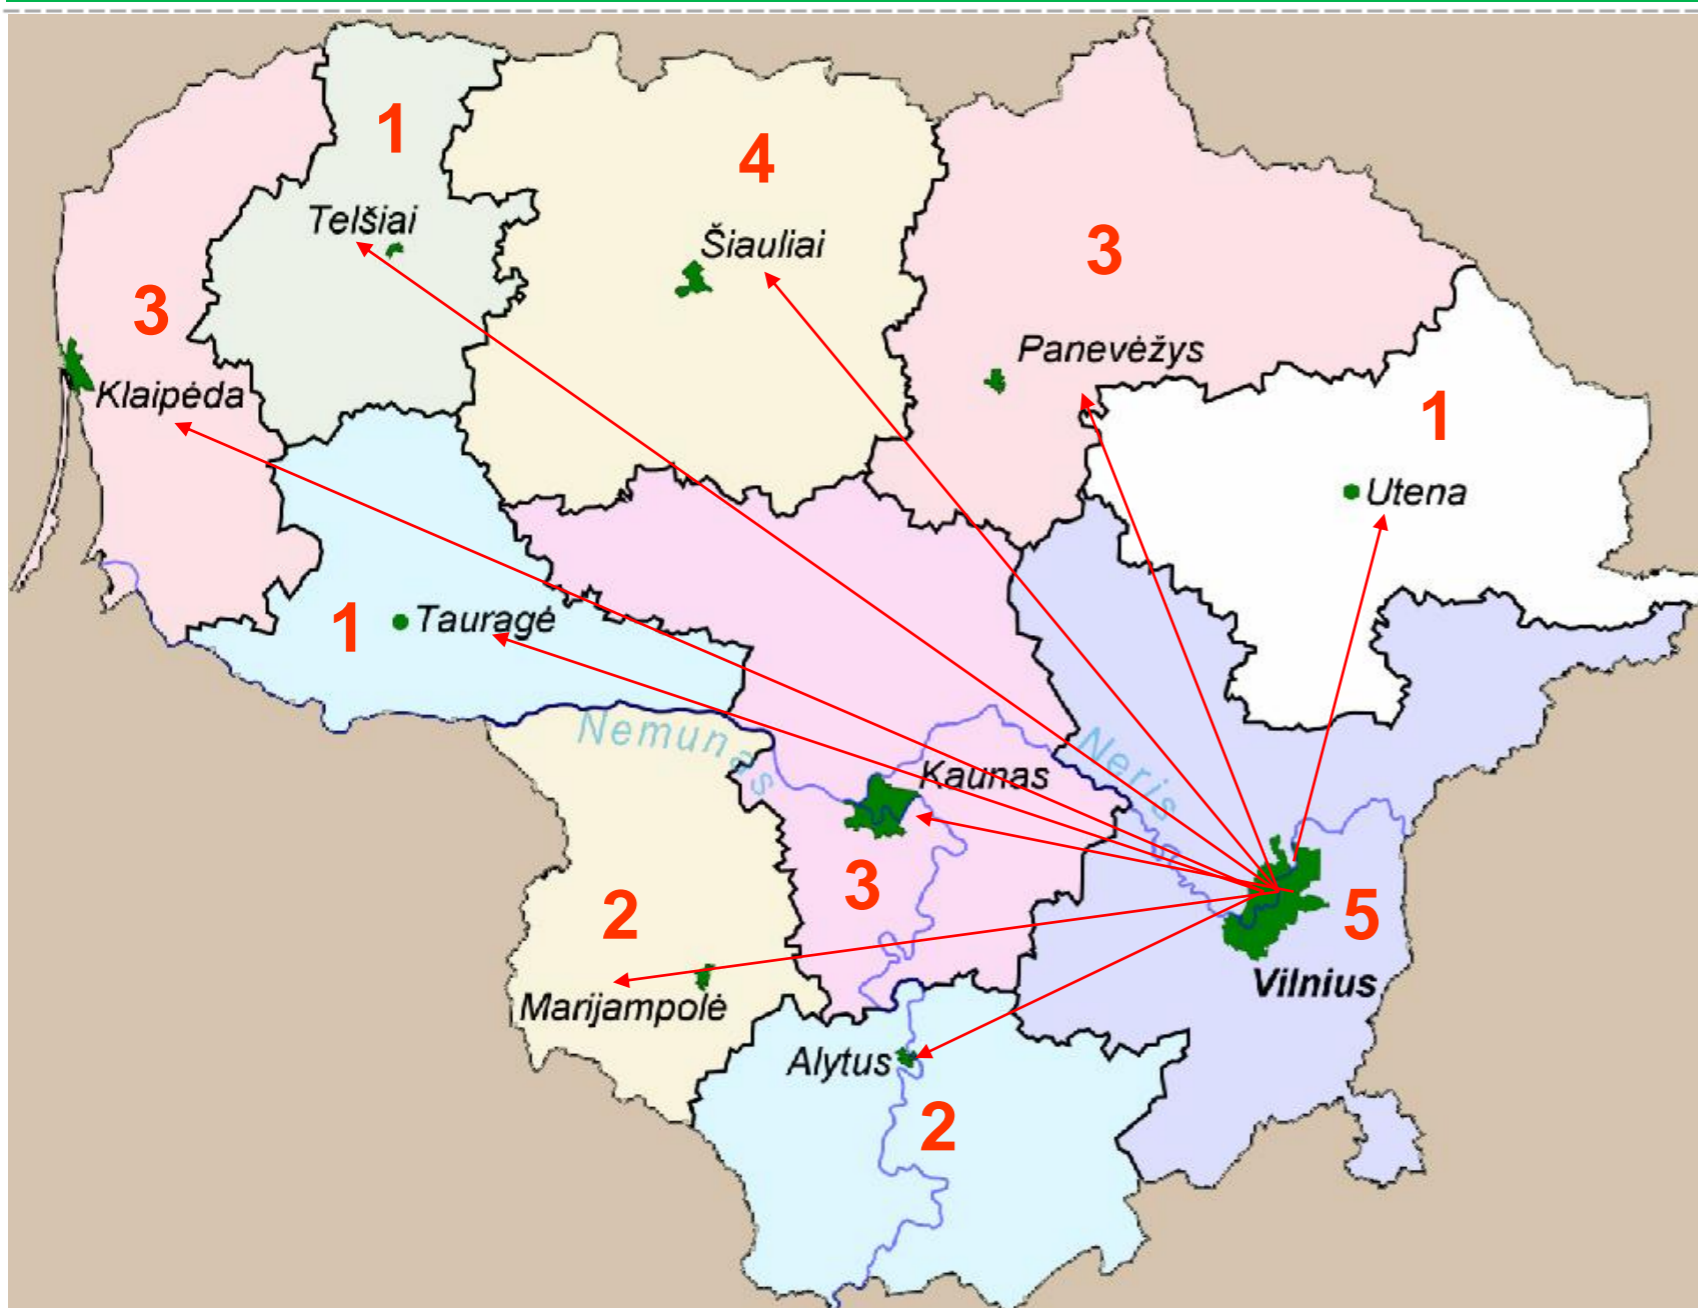 1
4
Telšiai
Šiauliai
3
3
Panevėžys
Klaipėda
1
Utena
1
Tauragė
Nemunas
Neris
Kaunas
3
2
5
Vilnius
Marijampolė
Alytus
2